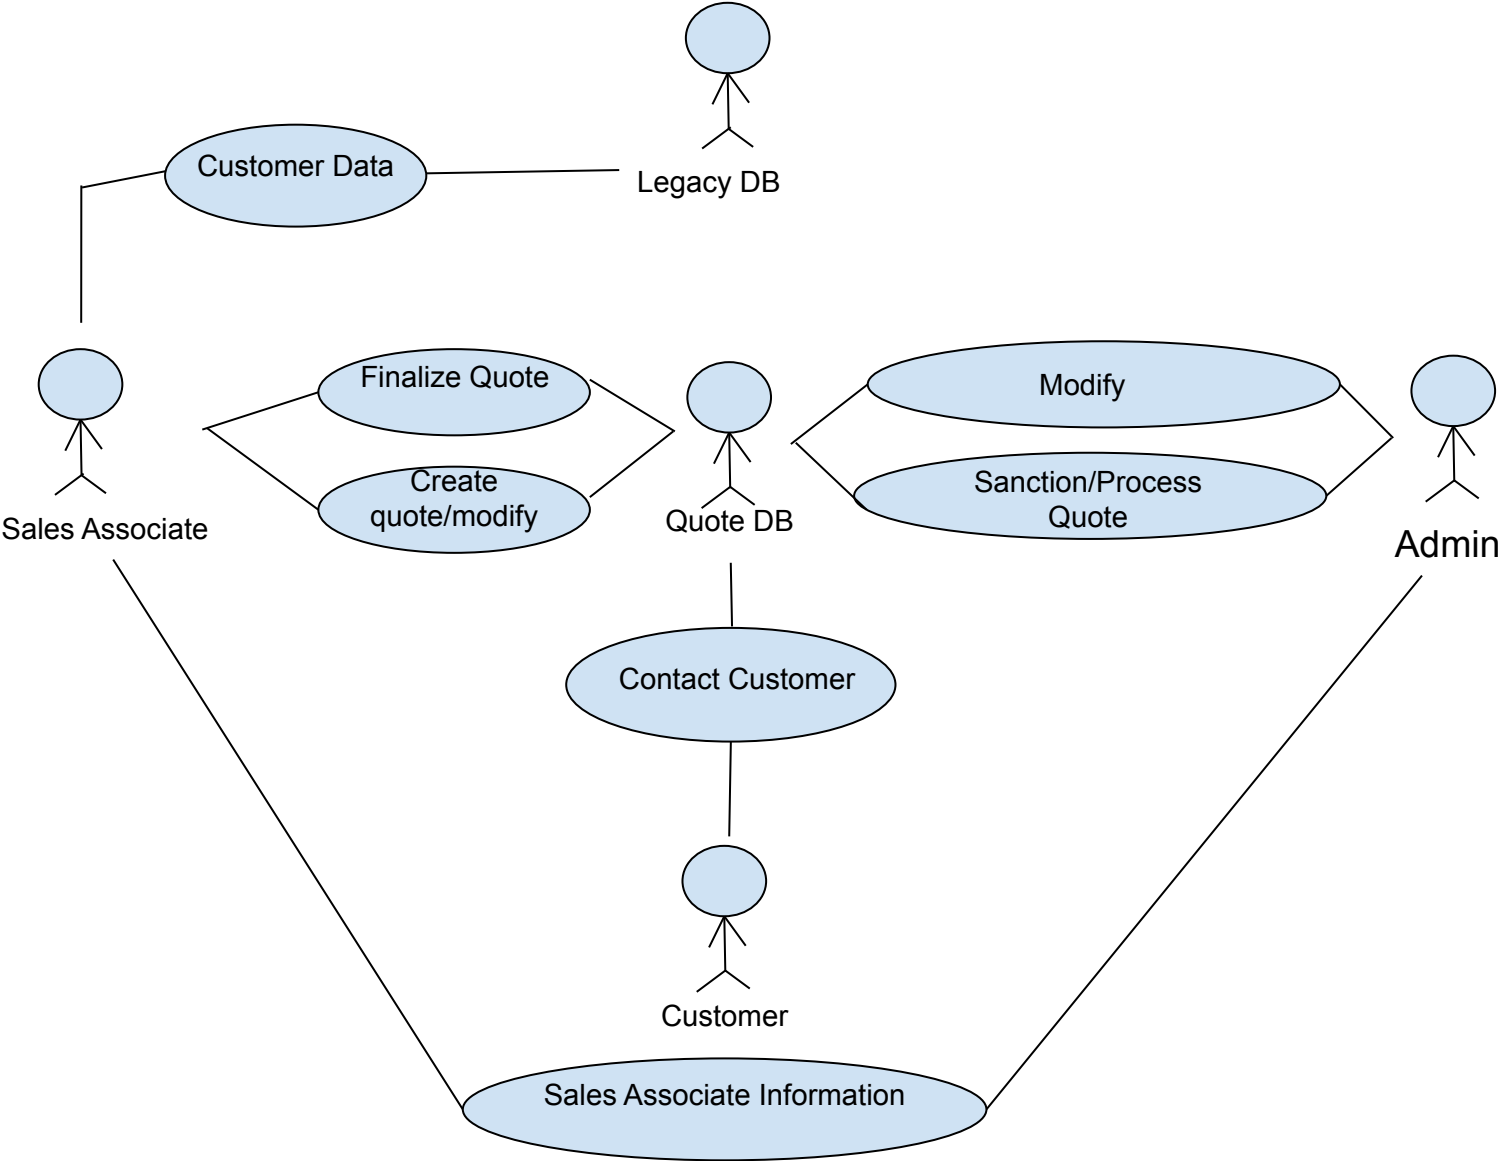 Customer Data
Legacy DB
Finalize Quote
Modify
Create
quote/modify
Sanction/Process
Quote
Sales Associate
Quote DB
Admin
Contact Customer
Customer
Sales Associate Information